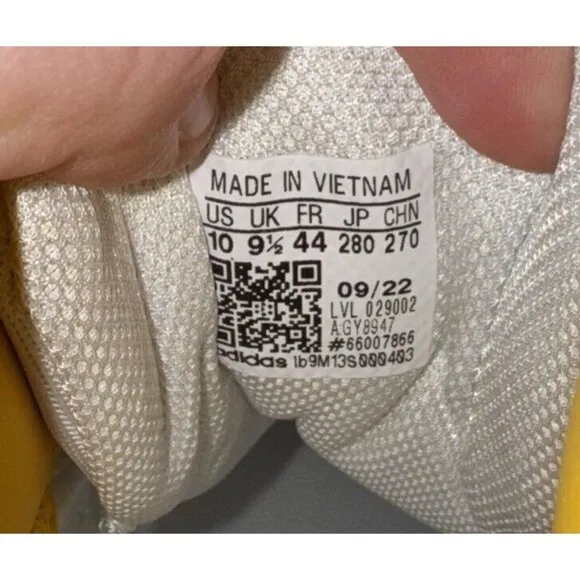 MADE IN VIETNAM
US UK FR JP CHN
10 9½ 44 280 270
09/22
LVL 029002
AGY8947
#66007866
adidas 1b9M13S000403